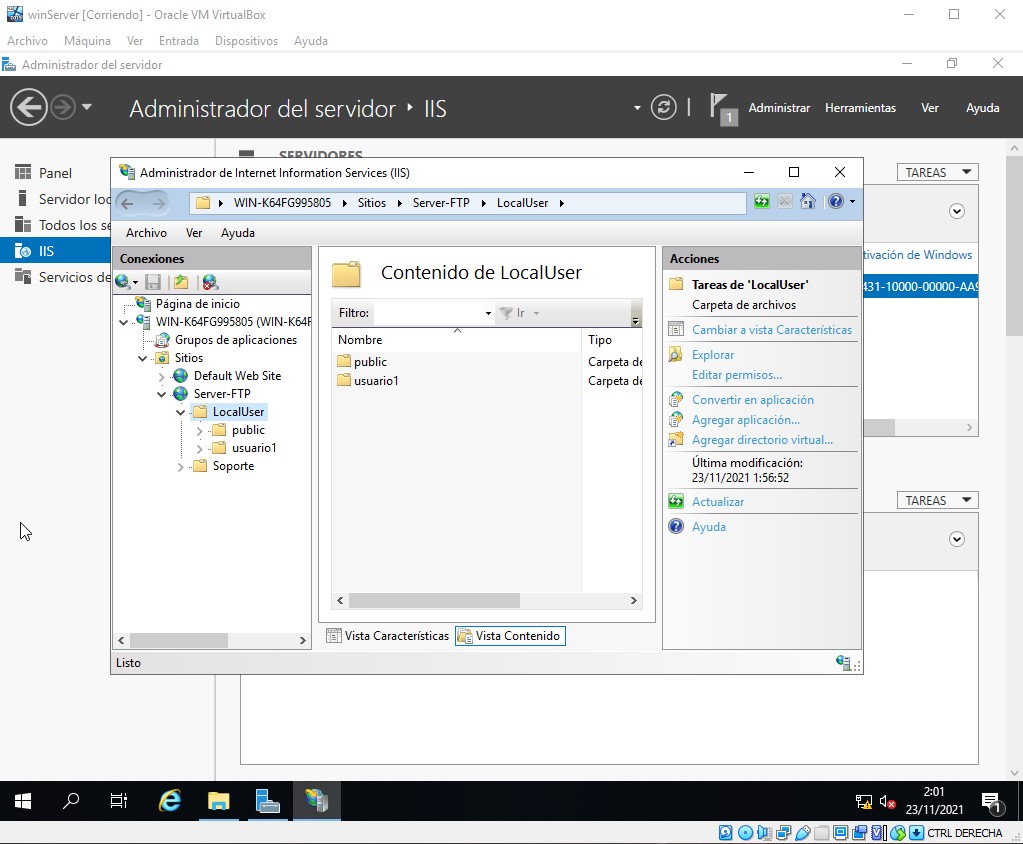 winServer [Corriendo] - Oracle VM VirtualBox
Archivo Máquina Ver Entrada Dispositivos Ayuda
Administrador del servidor
Administrador del servidor IIS
1 Administrar Herramientas Ver Ayuda
Panel
Servidor loc
Todos los se
IIS
Servicios de
SERVIDORES
TAREAS
tivación de Windows
431-10000-00000-AA9
TAREAS
Administrador de Internet Information Services (IIS)
WIN-K64FG995805 Sitios Server-FTP LocalUser
Archivo Ver Ayuda
Conexiones
Página de inicio
WIN-K64FG995805 (WIN-K64F
Grupos de aplicaciones
Sitios
Default Web Site
Server-FTP
LocalUser
public
usuario1
Soporte
Contenido de LocalUser
Filtro: Ir
Nombre Tipo
public Carpeta de
usuario1 Carpeta de
Vista Características Vista Contenido
Acciones
Tareas de 'LocalUser'
Carpeta de archivos
Cambiar a vista Características
Explorar
Editar permisos...
Convertir en aplicación
Agregar aplicación...
Agregar directorio virtual...
Última modificación:
23/11/2021 1:56:52
Actualizar
Ayuda
Listo
2:01
23/11/2021
1
CTRL DERECHA